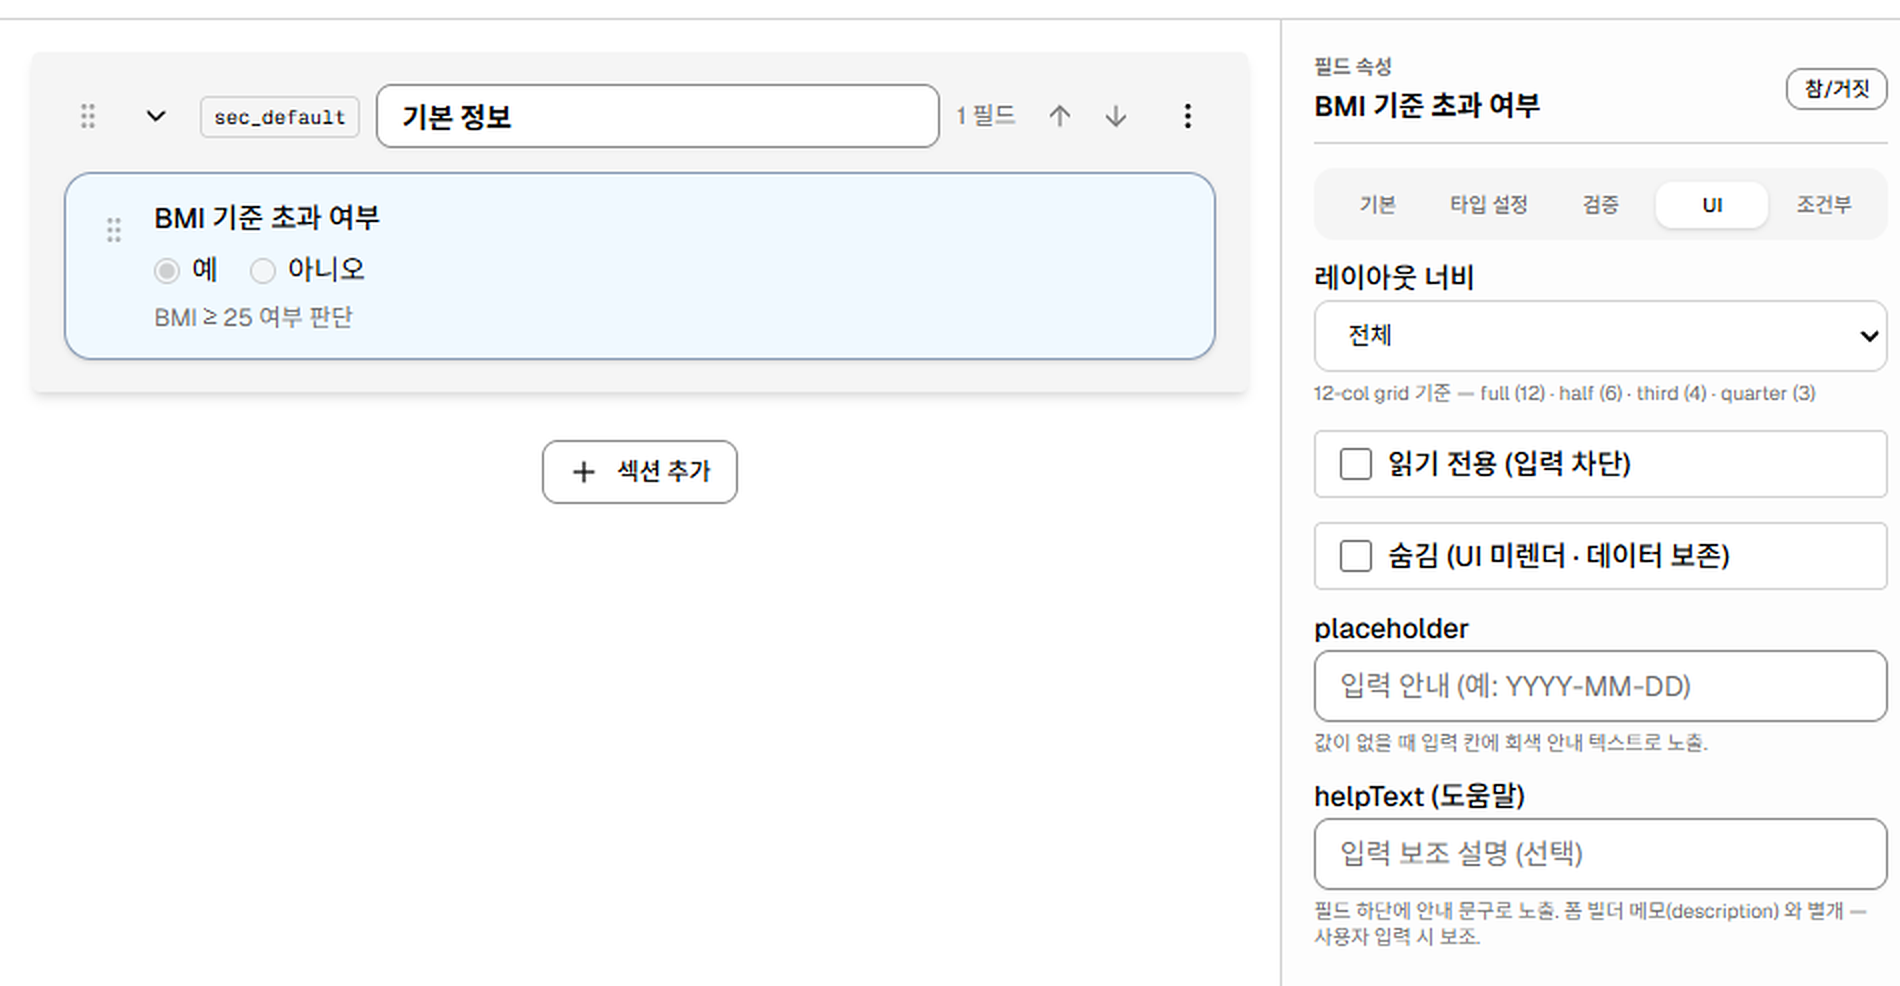 sec_default
기본 정보
1 필드
BMI 기준 초과 여부
예
아니오
BMI ≥ 25 여부 판단
섹션 추가
필드 속성
BMI 기준 초과 여부
참/거짓
기본
타입 설정
검증
UI
조건부
레이아웃 너비
전체
12-col grid 기준 — full (12) · half (6) · third (4) · quarter (3)
읽기 전용 (입력 차단)
숨김 (UI 미렌더 · 데이터 보존)
placeholder
입력 안내 (예: YYYY-MM-DD)
값이 없을 때 입력 칸에 회색 안내 텍스트로 노출.
helpText (도움말)
입력 보조 설명 (선택)
필드 하단에 안내 문구로 노출. 폼 빌더 메모(description) 와 별개 —
사용자 입력 시 보조.